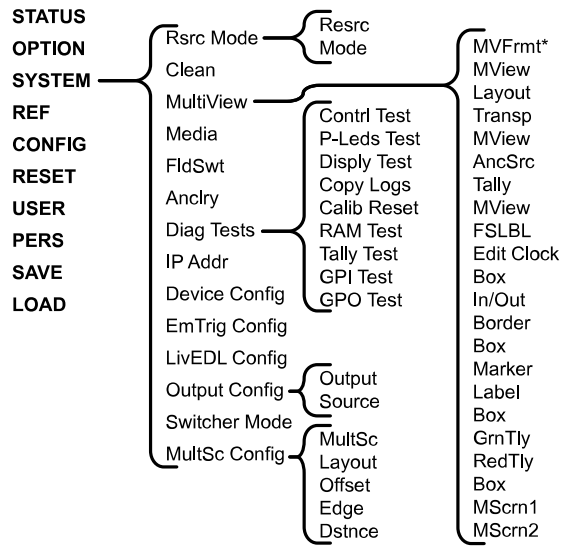 STATUS
OPTION
SYSTEM
REF
CONFIG
RESET
USER
PERS
SAVE
LOAD
Rsrc Mode
Clean
MultiView
Media
FldSwt
Anclry
Diag Tests
IP Addr
Device Config
EmTrig Config
LivEDL Config
Output Config
Switcher Mode
MultSc Config
Resrc
Mode
Contrl Test
P-Leds Test
Disply Test
Copy Logs
Calib Reset
RAM Test
Tally Test
GPI Test
GPO Test
Output
Source
MultSc
Layout
Offset
Edge
Dstnce
MVFrmt*
MView
Layout
Transp
MView
AncSrc
Tally
MView
FSLBL
Edit Clock
Box
In/Out
Border
Box
Marker
Label
Box
GrnTly
RedTly
Box
MScrn1
MScrn2